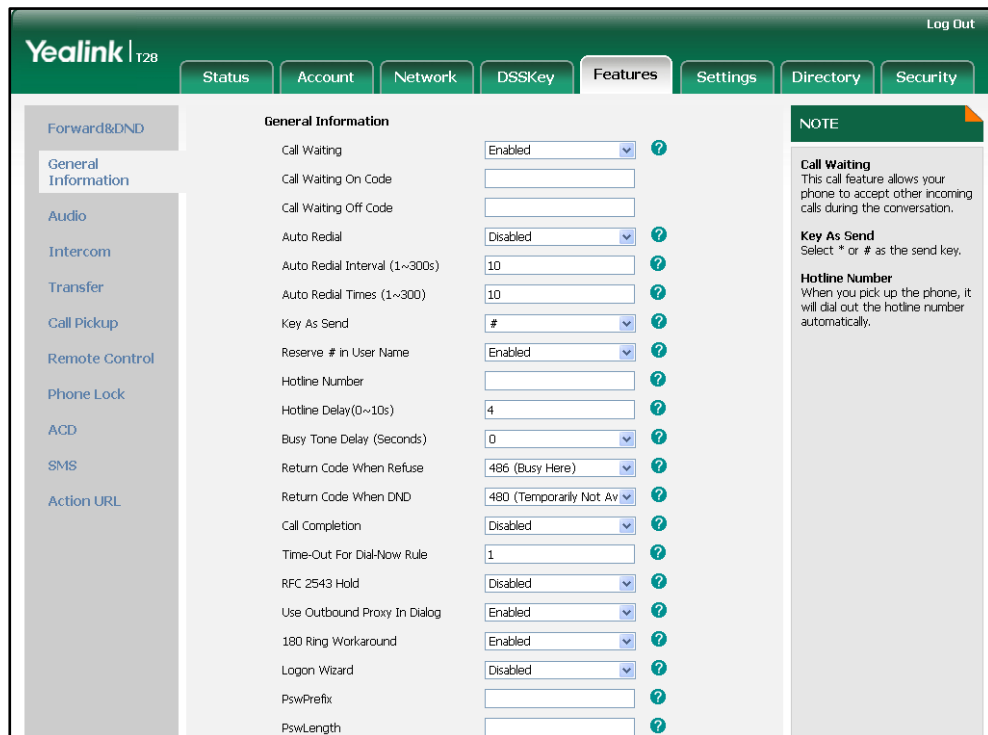 Log Out
Yealink T28
Status Account Network DSSKey Features Settings Directory Security
Forward&DND
General Information
Audio
Intercom
Transfer
Call Pickup
Remote Control
Phone Lock
ACD
SMS
Action URL
General Information
Call Waiting Enabled ?
Call Waiting On Code
Call Waiting Off Code
Auto Redial Disabled ?
Auto Redial Interval (1~300s) 10 ?
Auto Redial Times (1~300) 10 ?
Key As Send # ?
Reserve # in User Name Enabled ?
Hotline Number ?
Hotline Delay(0~10s) 4 ?
Busy Tone Delay (Seconds) 0 ?
Return Code When Refuse 486 (Busy Here) ?
Return Code When DND 480 (Temporarily Not Av ?
Call Completion Disabled ?
Time-Out For Dial-Now Rule 1 ?
RFC 2543 Hold Disabled ?
Use Outbound Proxy In Dialog Enabled ?
180 Ring Workaround Enabled ?
Logon Wizard Disabled ?
PswPrefix ?
PswLength ?
NOTE
Call Waiting
This call feature allows your
phone to accept other incoming
calls during the conversation.
Key As Send
Select * or # as the send key.
Hotline Number
When you pick up the phone, it
will dial out the hotline number
automatically.